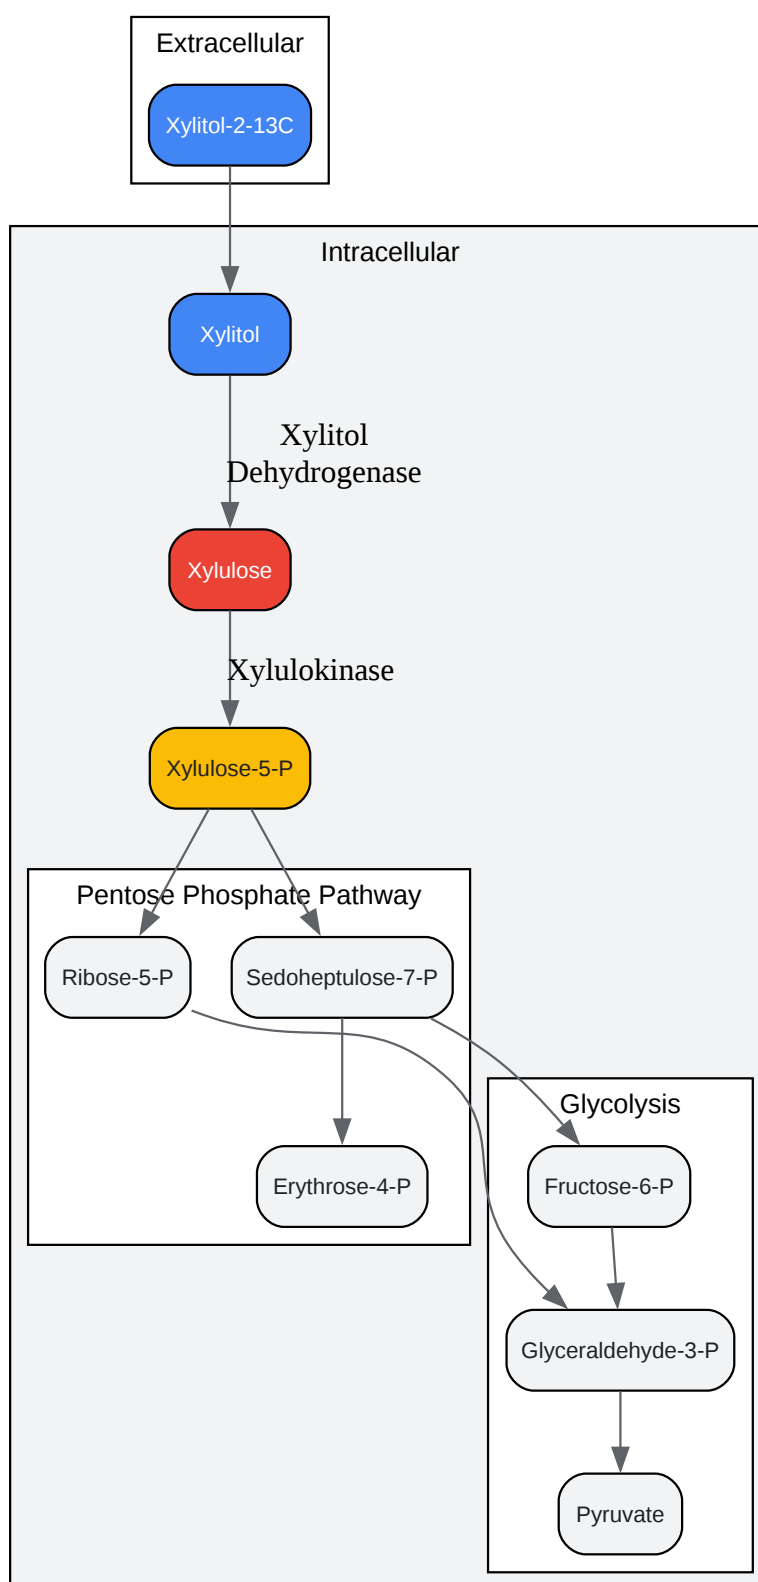 Extracellular
Xylitol-2-13C
Intracellular
Xylitol
Xylitol
Dehydrogenase
Xylulose
Xylulokinase
Xylulose-5-P
Pentose Phosphate Pathway
Ribose-5-P
Sedoheptulose-7-P
Glycolysis
Erythrose-4-P
Fructose-6-P
Glyceraldehyde-3-P
Pyruvate